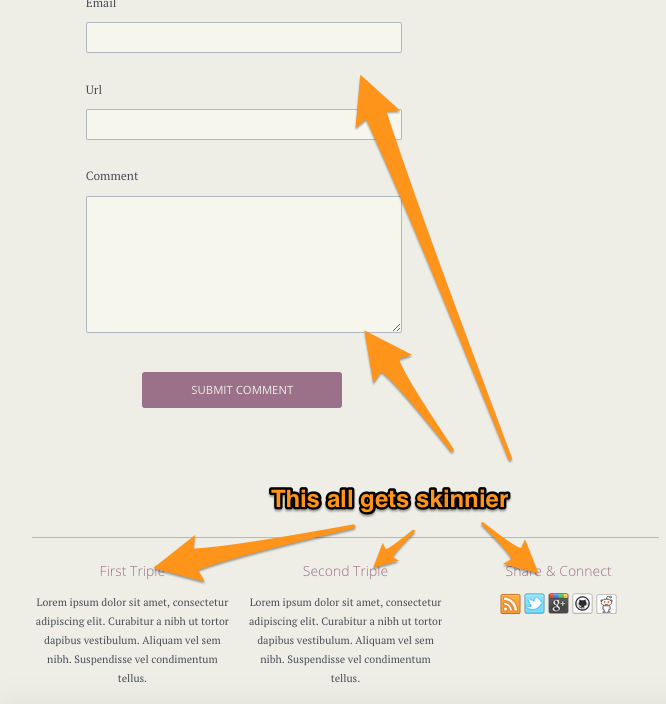 Email
Url
Comment
SUBMIT COMMENT
This all gets skinnier
First Triple
Second Triple
Share & Connect
Lorem ipsum dolor sit amet, consectetur
adipiscing elit. Curabitur a nibh ut tortor
dapibus vestibulum. Aliquam vel sem
nibh. Suspendisse vel condimentum
tellus.
Lorem ipsum dolor sit amet, consectetur
adipiscing elit. Curabitur a nibh ut tortor
dapibus vestibulum. Aliquam vel sem
nibh. Suspendisse vel condimentum
tellus.
g+